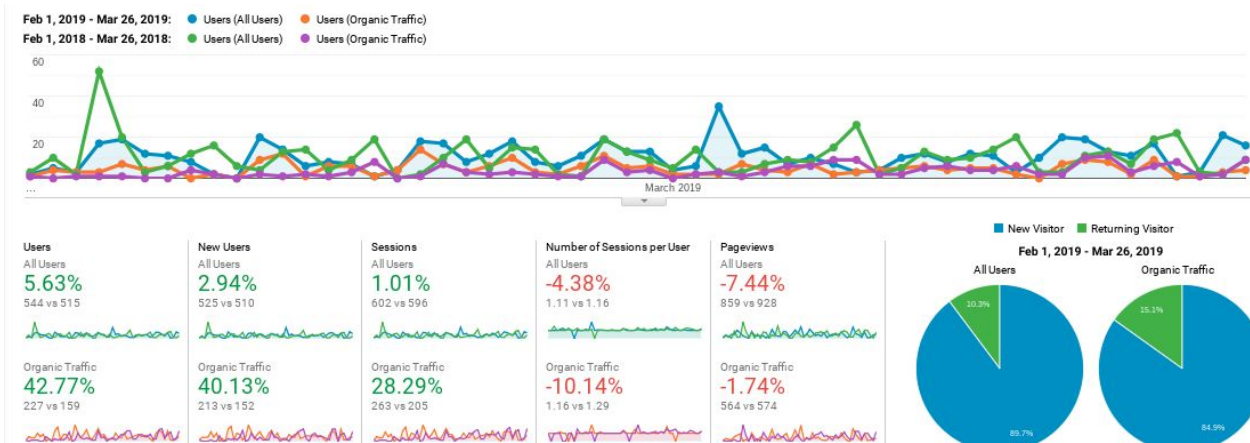 Feb 1, 2019 - Mar 26, 2019: Users (All Users) Users (Organic Traffic)
Feb 1, 2018 - Mar 26, 2018: Users (All Users) Users (Organic Traffic)
60
40
20
...
March 2019
New Visitor Returning Visitor
Feb 1, 2019 - Mar 26, 2019
All Users Organic Traffic
10.3% 15.1%
89.7% 84.9%
Users New Users Sessions Number of Sessions per User Pageviews
All Users All Users All Users All Users All Users
5.63% 2.94% 1.01% -4.38% -7.44%
544 vs 515 525 vs 510 602 vs 596 1.11 vs 1.16 859 vs 928
Organic Traffic Organic Traffic Organic Traffic Organic Traffic Organic Traffic
42.77% 40.13% 28.29% -10.14% -1.74%
227 vs 159 213 vs 152 263 vs 205 1.16 vs 1.29 564 vs 574